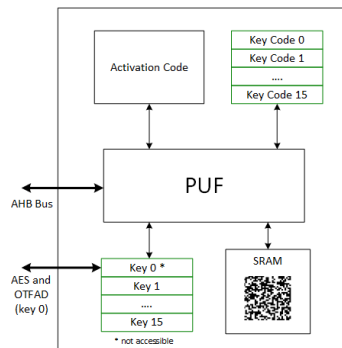 Activation Code
Key Code 0
Key Code 1
....
Key Code 15
PUF
AHB Bus
AES and
OTFAD
(key 0)
Key 0 *
Key 1
....
Key 15
* not accessible
SRAM